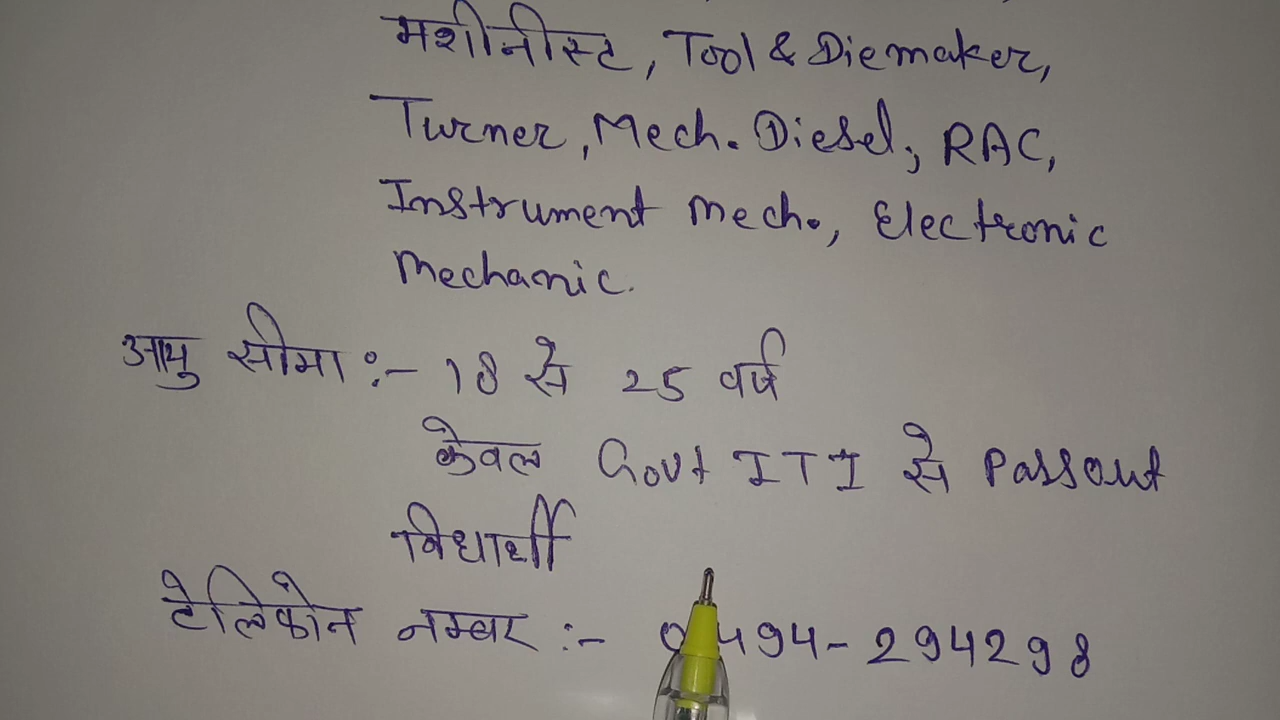 मशीनीस्ट, Tool & Diemaker,
Turner, Mech. Diesel, RAC,
Instrument Mech., Electronic
Mechanic.
आयु सीमा :- 18 से 25 वर्ष
केवल Govt ITI से Passout
विधार्थी
टेलिफोन नम्बर :- 494-294298